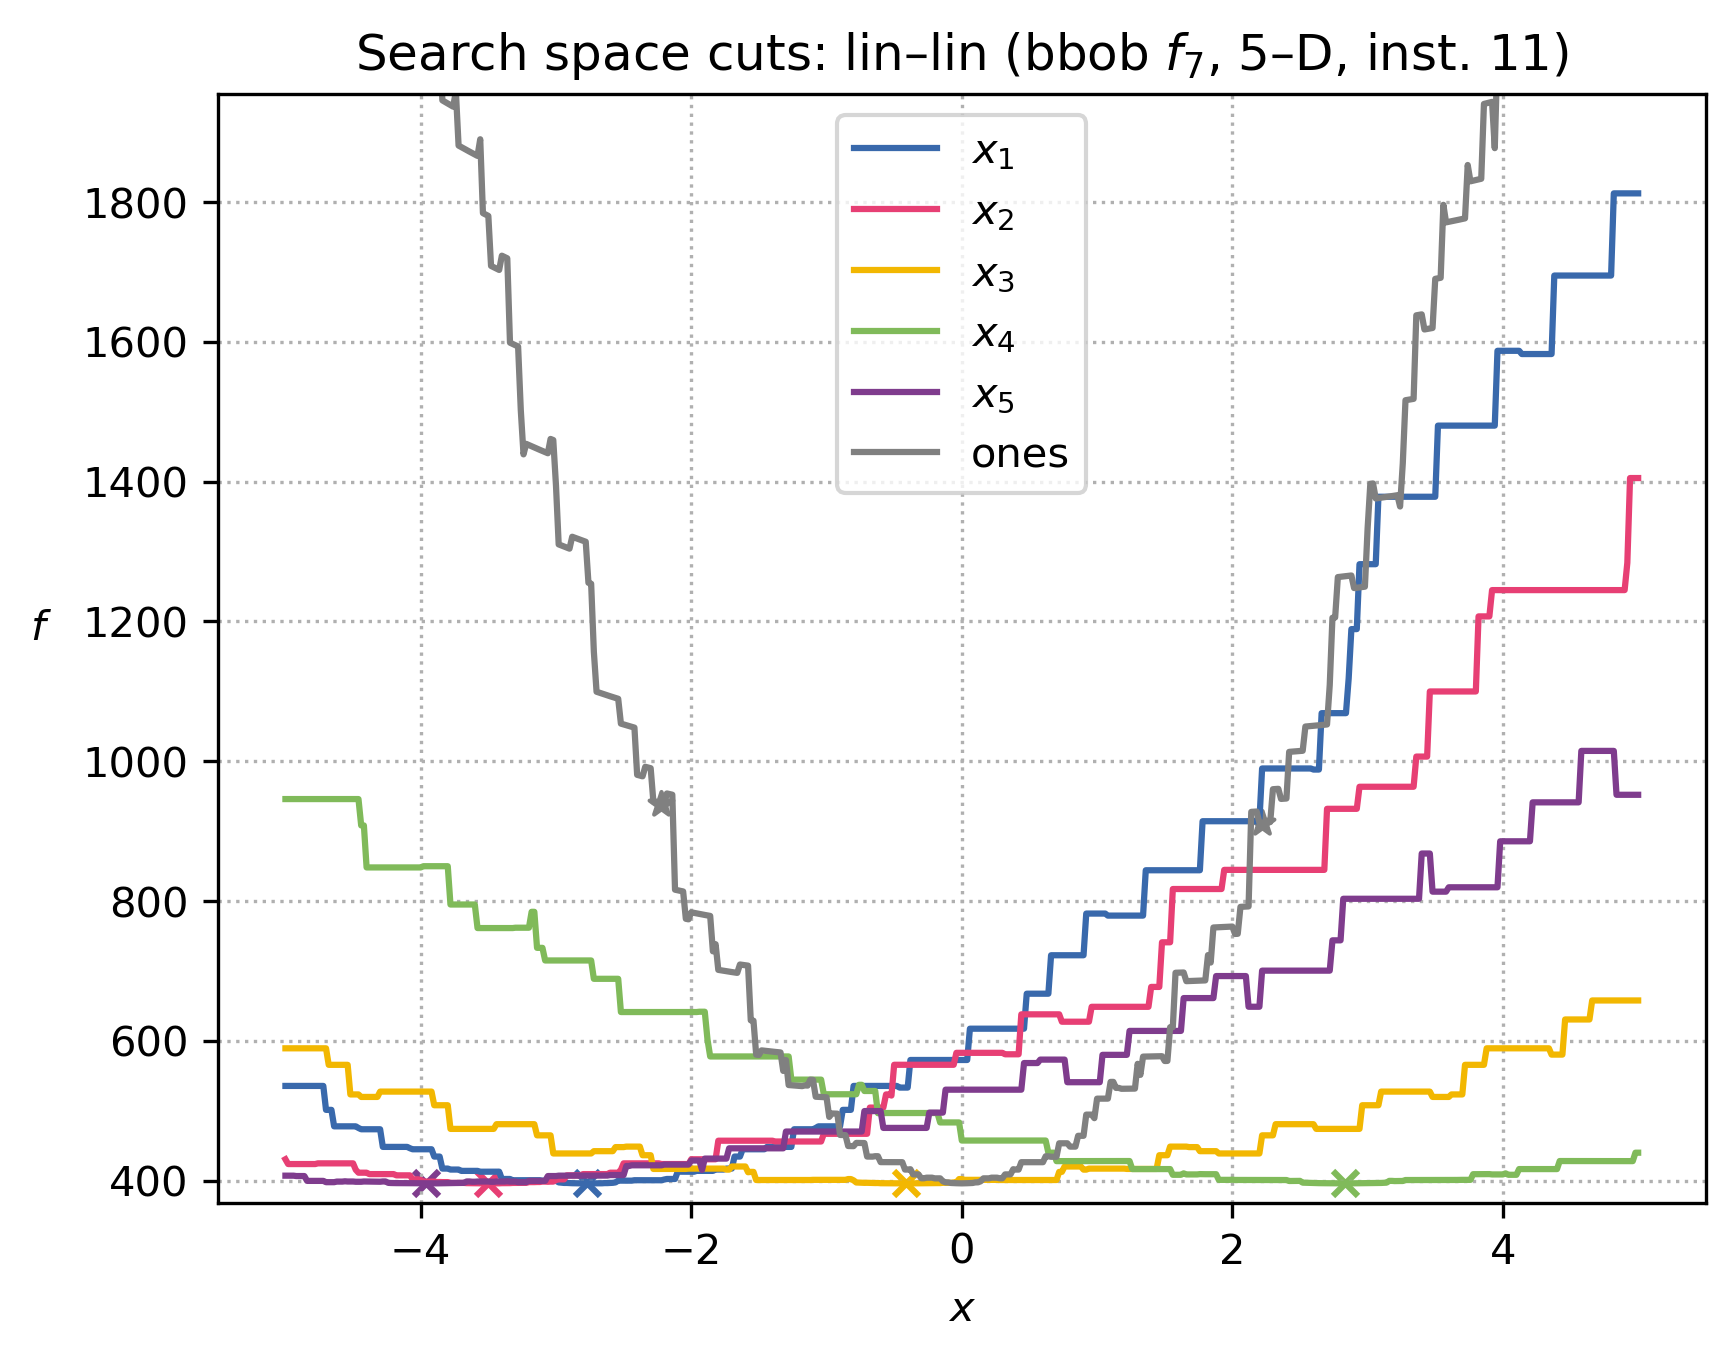 Search space cuts: lin–lin (bbob f₇, 5–D, inst. 11)
x₁
x₂
x₃
x₄
x₅
ones
1800
1600
1400
1200
1000
800
600
400
f
−4
−2
0
2
4
x